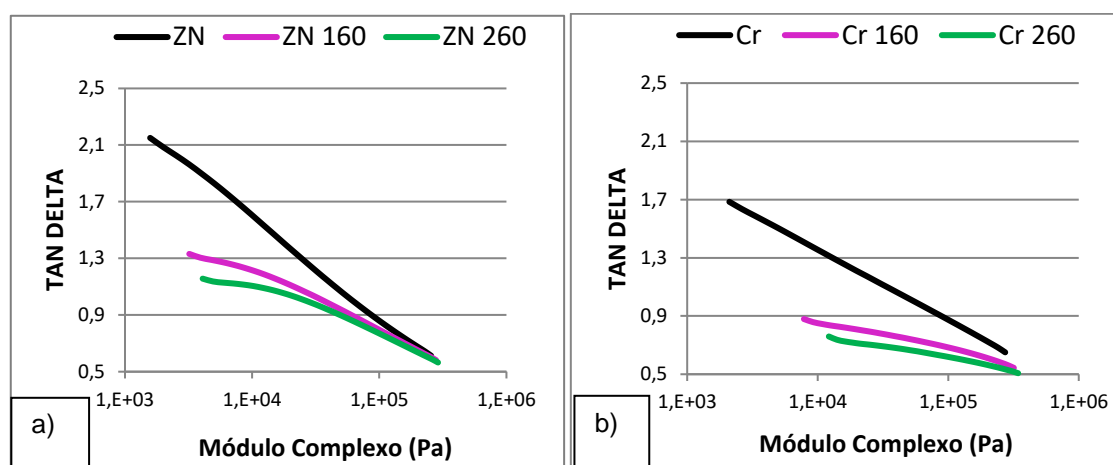 ZN ZN 160 ZN 260
2,5
2,1
1,7
1,3
0,9
0,5
TAN DELTA
1,E+03 1,E+04 1,E+05 1,E+06
Módulo Complexo (Pa)
a)
Cr Cr 160 Cr 260
2,5
2,1
1,7
1,3
0,9
0,5
TAN DELTA
1,E+03 1,E+04 1,E+05 1,E+06
Módulo Complexo (Pa)
b)